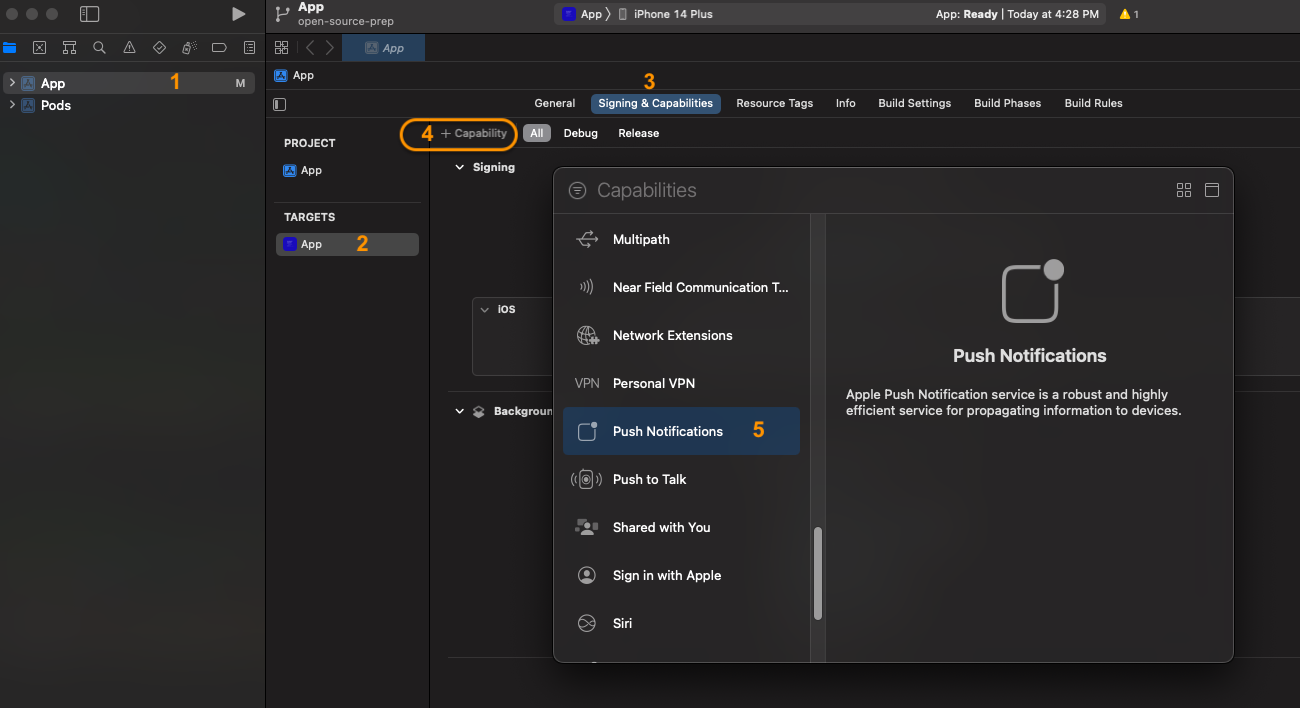 App
open-source-prep
App
iPhone 14 Plus
App: Ready | Today at 4:28 PM
1
App
App 1 M
Pods
App
3
General Signing & Capabilities Resource Tags Info Build Settings Build Phases Build Rules
4 + Capability All Debug Release
PROJECT
App
TARGETS
App 2
Signing
iOS
Backgroun
Capabilities
Multipath
Near Field Communication T...
Network Extensions
VPN Personal VPN
Push Notifications 5
Push to Talk
Shared with You
Sign in with Apple
Siri
Push Notifications
Apple Push Notification service is a robust and highly
efficient service for propagating information to devices.